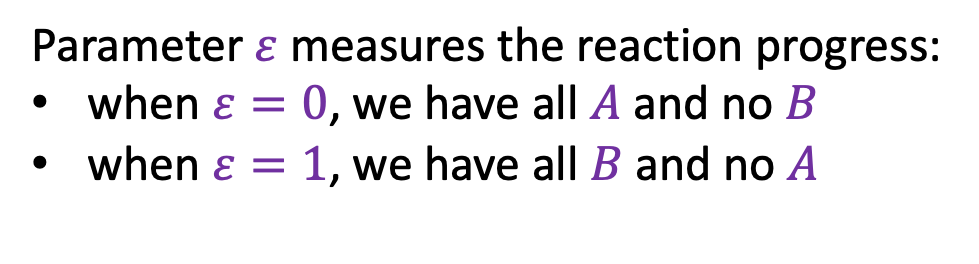 Parameter ε measures the reaction progress:
• when ε = 0, we have all A and no B
• when ε = 1, we have all B and no A